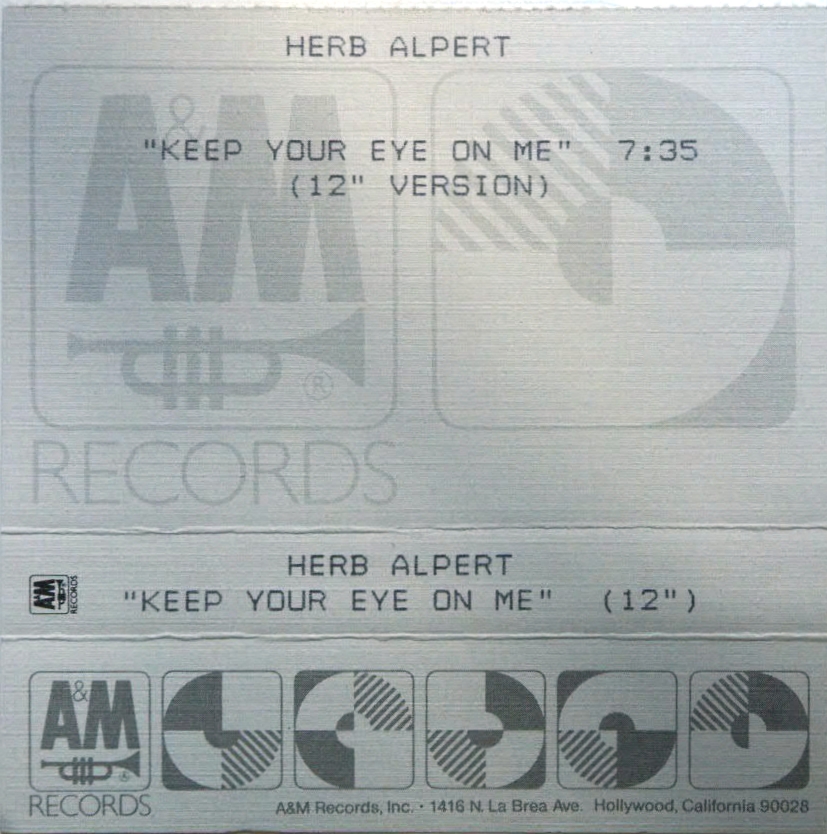 HERB ALPERT
A&M
"KEEP YOUR EYE ON ME" 7:35
(12" VERSION)
®
RECORDS
HERB ALPERT
"KEEP YOUR EYE ON ME" (12")
A&M
RECORDS
A&M
®
RECORDS
A&M Records, Inc. • 1416 N. La Brea Ave. Hollywood, California 90028